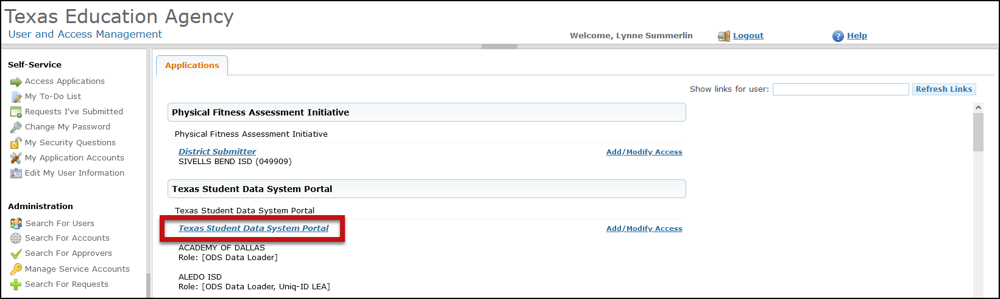 Texas Education Agency
User and Access Management
Welcome, Lynne Summerlin
Logout
Help
Self-Service
Access Applications
My To-Do List
Requests I've Submitted
Change My Password
My Security Questions
My Application Accounts
Edit My User Information
Administration
Search For Users
Search For Accounts
Search For Approvers
Manage Service Accounts
Search For Requests
Applications
Show links for user:
Refresh Links
Physical Fitness Assessment Initiative
Physical Fitness Assessment Initiative
District Submitter
Add/Modify Access
SIVELLS BEND ISD (049909)
Texas Student Data System Portal
Texas Student Data System Portal
Texas Student Data System Portal
Add/Modify Access
ACADEMY OF DALLAS
Role: [ODS Data Loader]
ALEDO ISD
Role: [ODS Data Loader, Uniq-ID LEA]